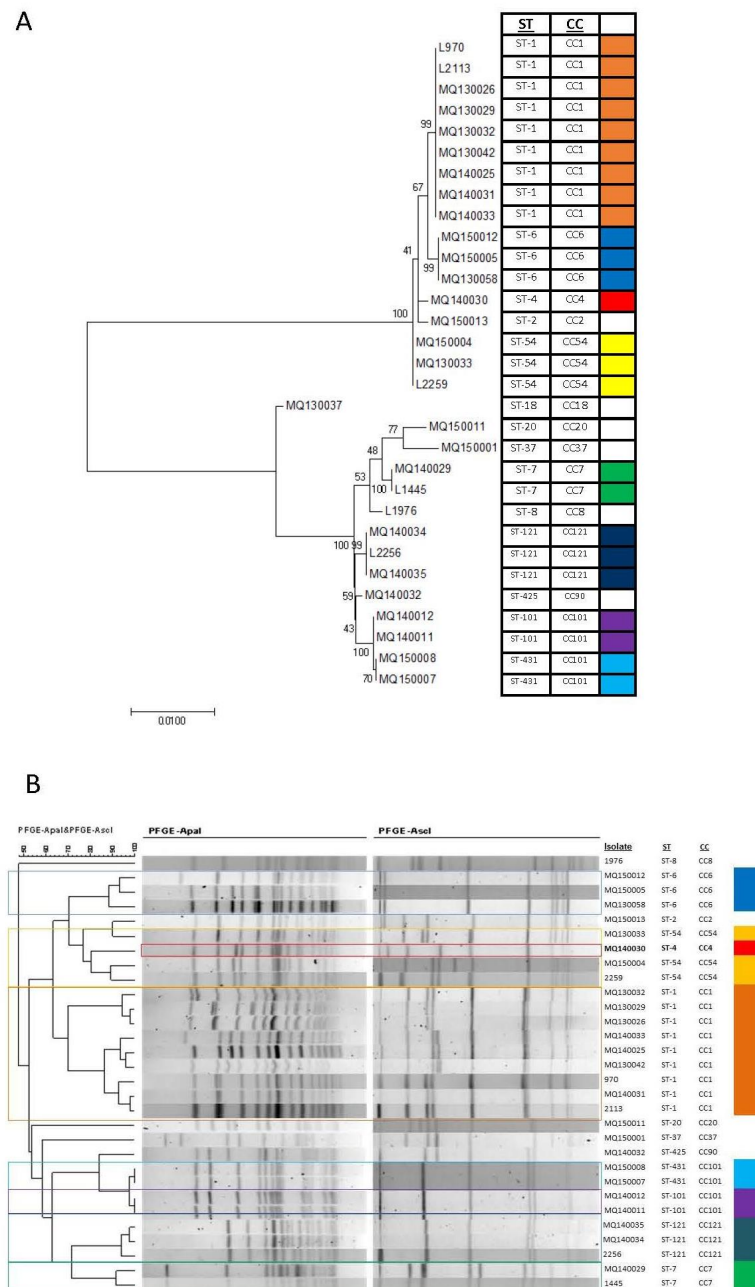 A
ST CC
L970 ST-1 CC1
L2113 ST-1 CC1
MQ130026 ST-1 CC1
MQ130029 ST-1 CC1
99 MQ130032 ST-1 CC1
MQ130042 ST-1 CC1
MQ140025 ST-1 CC1
67 MQ140031 ST-1 CC1
MQ140033 ST-1 CC1
MQ150012 ST-6 CC6
41 MQ150005 ST-6 CC6
99 MQ130058 ST-6 CC6
MQ140030 ST-4 CC4
100 MQ150013 ST-2 CC2
MQ150004 ST-54 CC54
MQ130033 ST-54 CC54
L2259 ST-54 CC54
MQ130037 ST-18 CC18
77 MQ150011 ST-20 CC20
48 MQ150001 ST-37 CC37
53 MQ140029 ST-7 CC7
100 L1445 ST-7 CC7
L1976 ST-8 CC8
MQ140034 ST-121 CC121
100 99 L2256 ST-121 CC121
MQ140035 ST-121 CC121
59 MQ140032 ST-425 CC90
MQ140012 ST-101 CC101
43 MQ140011 ST-101 CC101
100 MQ150008 ST-431 CC101
70 MQ150007 ST-431 CC101
0.0100
B
PFGE-ApaI&PFGE-AscI PFGE-ApaI PFGE-AscI
50 60 70 80 90 100
Isolate ST CC
1976 ST-8 CC8
MQ150012 ST-6 CC6
MQ150005 ST-6 CC6
MQ130058 ST-6 CC6
MQ150013 ST-2 CC2
MQ130033 ST-54 CC54
MQ140030 ST-4 CC4
MQ150004 ST-54 CC54
2259 ST-54 CC54
MQ130032 ST-1 CC1
MQ130029 ST-1 CC1
MQ130026 ST-1 CC1
MQ140033 ST-1 CC1
MQ140025 ST-1 CC1
MQ130042 ST-1 CC1
970 ST-1 CC1
MQ140031 ST-1 CC1
2113 ST-1 CC1
MQ150011 ST-20 CC20
MQ150001 ST-37 CC37
MQ140032 ST-425 CC90
MQ150008 ST-431 CC101
MQ150007 ST-431 CC101
MQ140012 ST-101 CC101
MQ140011 ST-101 CC101
MQ140035 ST-121 CC121
MQ140034 ST-121 CC121
2256 ST-121 CC121
MQ140029 ST-7 CC7
1445 ST-7 CC7